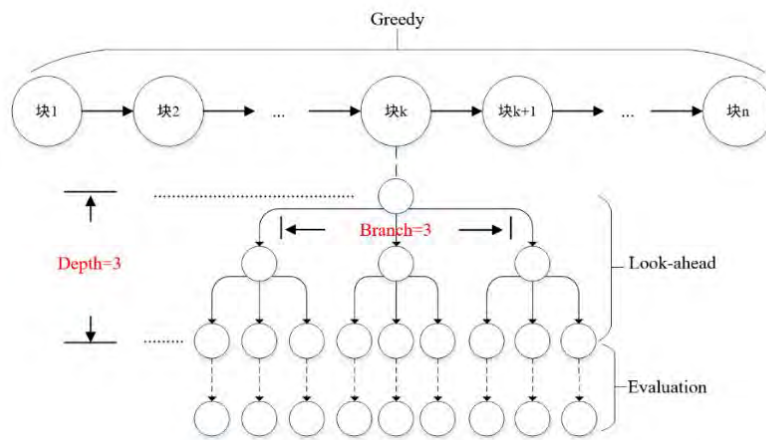 Greedy
块1 块2 ... 块k 块k+1 ... 块n
Branch=3
Depth=3
Look-ahead
Evaluation